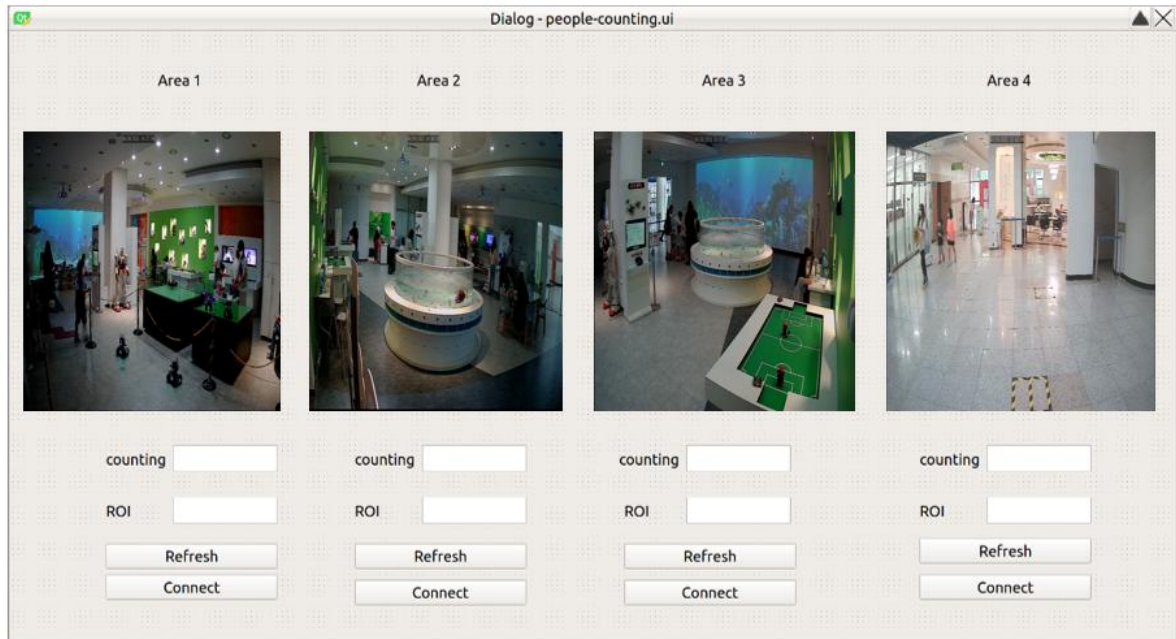 Qt
Dialog - people-counting.ui
Area 1
Area 2
Area 3
Area 4
counting
counting
counting
counting
ROI
ROI
ROI
ROI
Refresh
Refresh
Refresh
Refresh
Connect
Connect
Connect
Connect